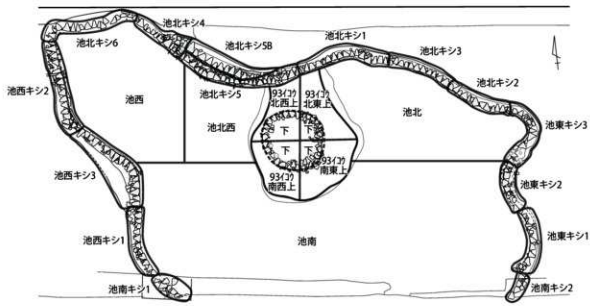 池北キシ4
池北キシ6
池北キシ5B
池北キシ1
池北キシ3
池西キシ2
池西
池北キシ5
池北西
93イコウ
北西上
93イコウ
北東上
池北
池北キシ2
池東キシ3
下
下
下
下
93イコウ
南西上
93イコウ
南東上
池西キシ3
池東キシ2
池西キシ1
池南
池東キシ1
池南キシ1
池南キシ2